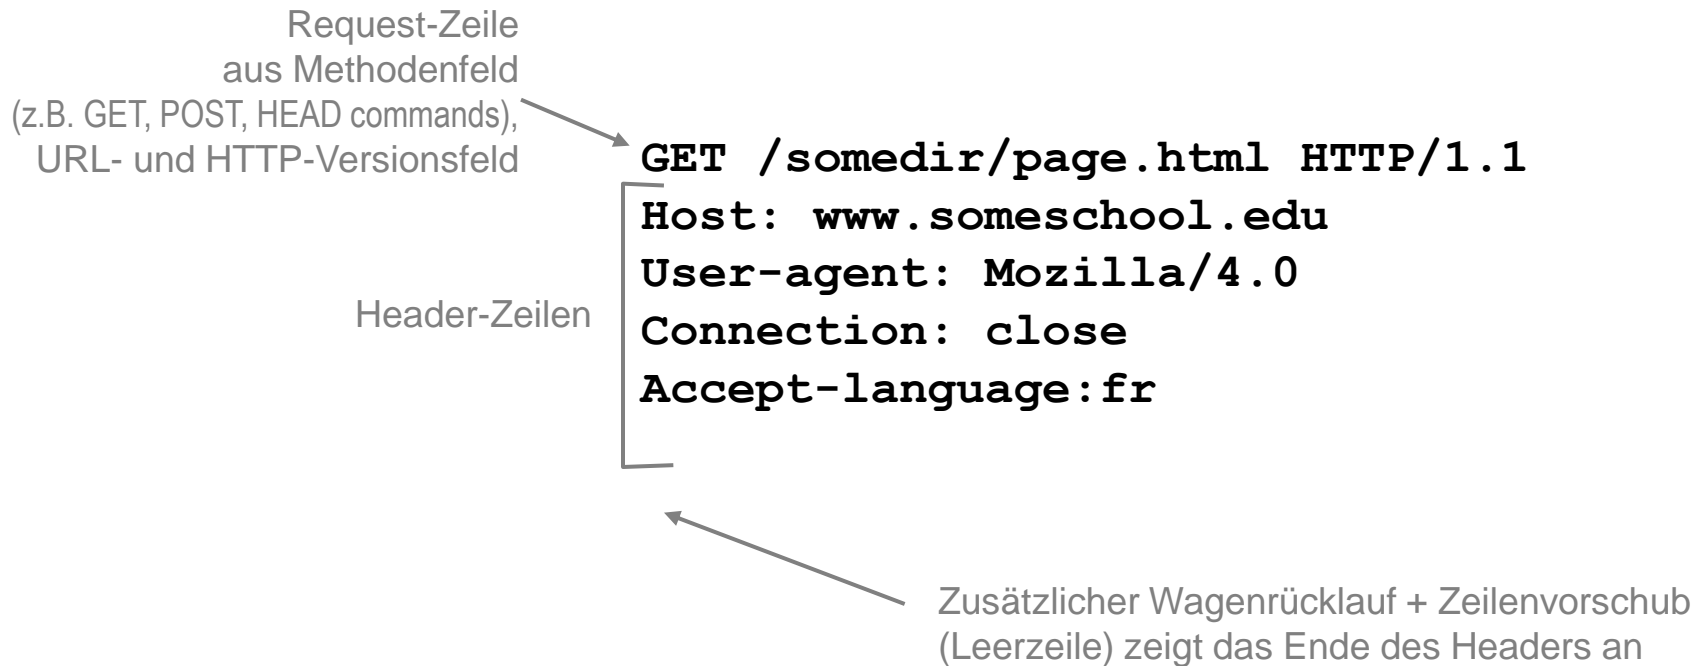 Request-Zeile
aus Methodenfeld
(z.B. GET, POST, HEAD commands),
URL- und HTTP-Versionsfeld
GET /somedir/page.html HTTP/1.1
Host: www.someschool.edu
User-agent: Mozilla/4.0
Header-Zeilen
Connection: close
Accept-language:fr
Zusätzlicher Wagenrücklauf + Zeilenvorschub
(Leerzeile) zeigt das Ende des Headers an